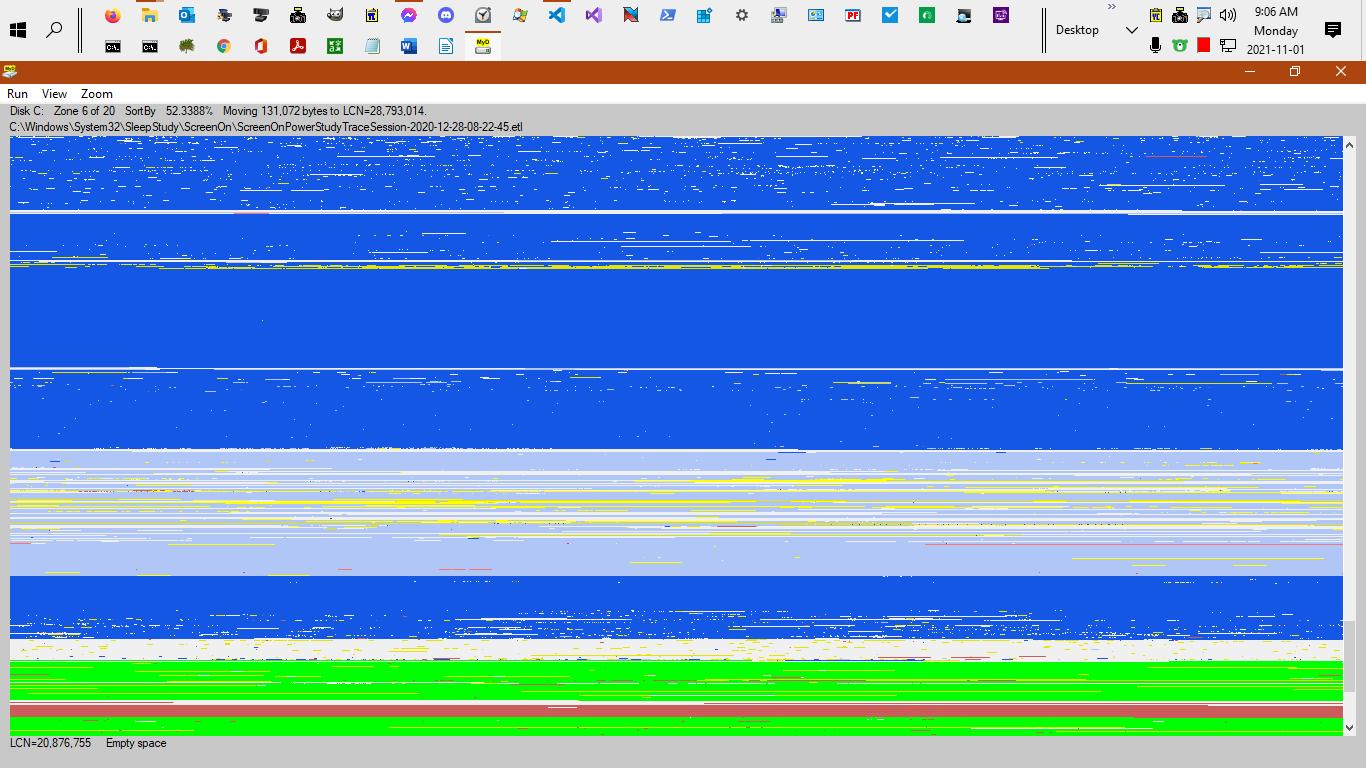 9:06 AM
Desktop
Monday
2021-11-01
Run View Zoom
Disk C: Zone 6 of 20 SortBy 52.3388% Moving 131,072 bytes to LCN=28,793,014.
C:\Windows\System32\SleepStudy\ScreenOn\ScreenOnPowerStudyTraceSession-2020-12-28-08-22-45.etl
LCN=20,876,755 Empty space